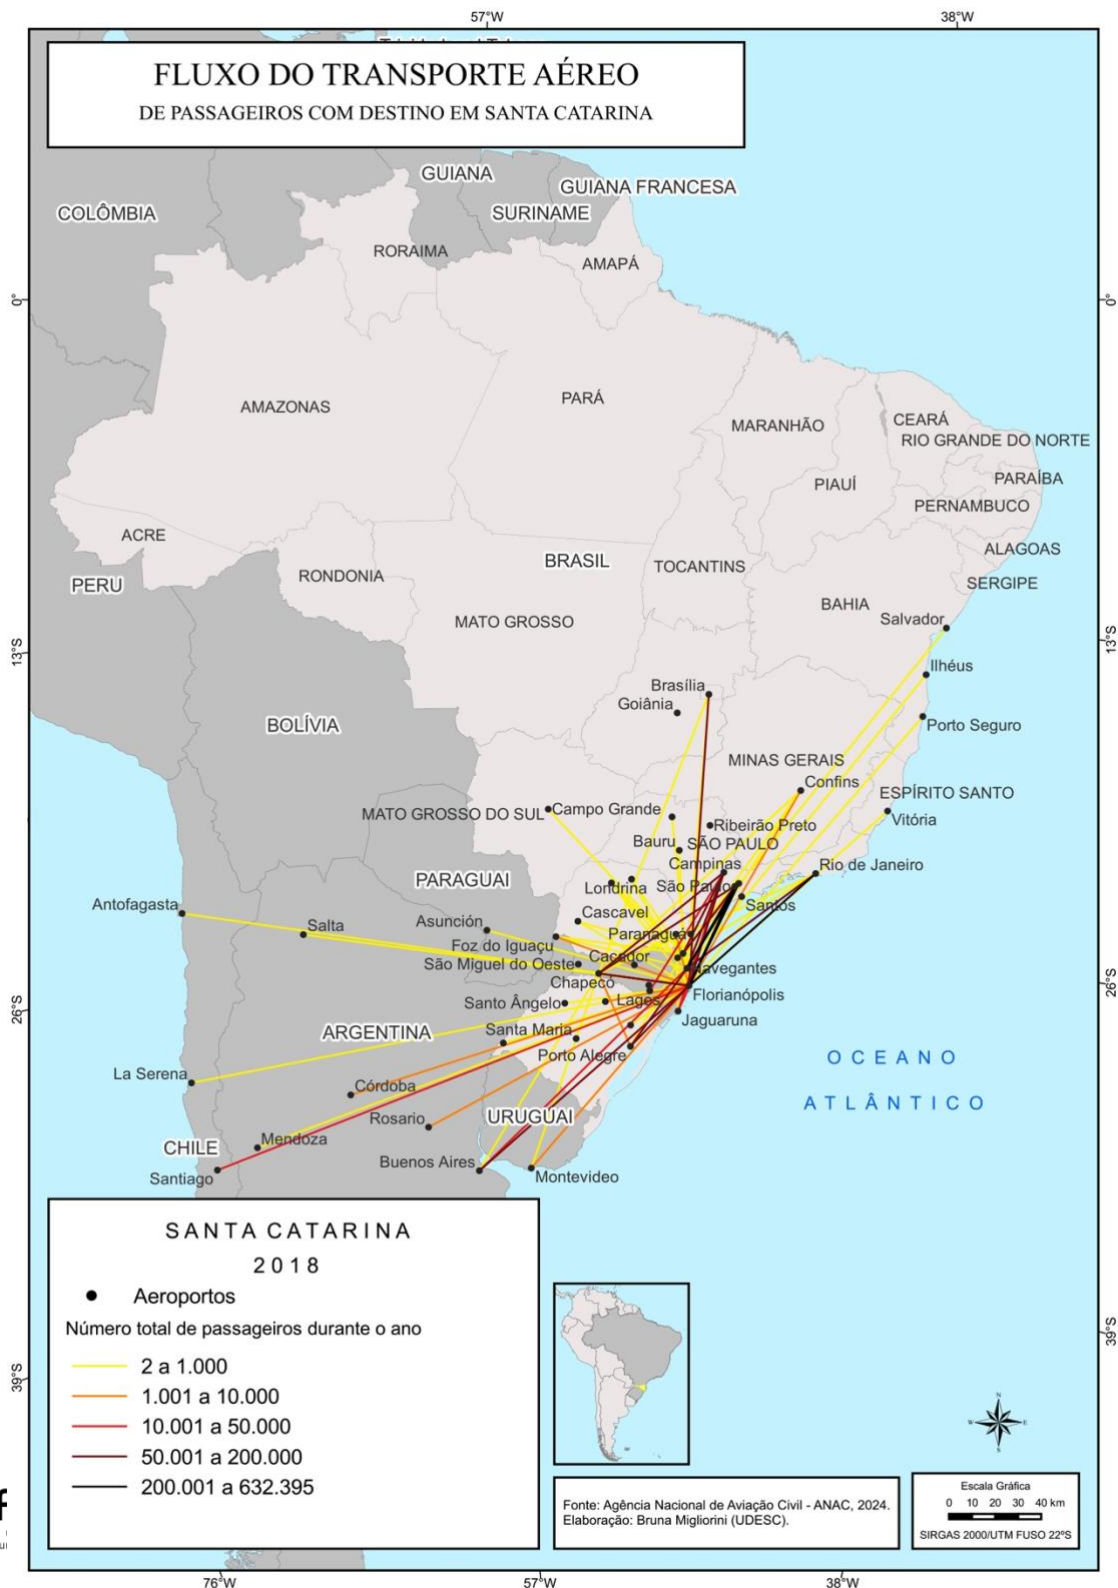 57°W
38°W
FLUXO DO TRANSPORTE AÉREO
DE PASSAGEIROS COM DESTINO EM SANTA CATARINA
GUIANA
GUIANA FRANCESA
COLÔMBIA
SURINAME
RORAIMA
AMAPÁ
0°
0°
AMAZONAS
PARÁ
MARANHÃO
CEARÁ
RIO GRANDE DO NORTE
PIAUÍ
PARAÍBA
PERNAMBUCO
ACRE
ALAGOAS
BRASIL
TOCANTINS
PERU
RONDONIA
SERGIPE
BAHIA
MATO GROSSO
Salvador
13°S
13°S
Ilhéus
Brasília
Goiânia
BOLÍVIA
Porto Seguro
MINAS GERAIS
Confins
ESPÍRITO SANTO
MATO GROSSO DO SUL
Campo Grande
Vitória
Ribeirão Preto
Bauru
SÃO PAULO
Campinas
Rio de Janeiro
PARAGUAI
Londrina
São Paulo
Antofagasta
Santos
Salta
Asunción
Cascavel
Paranaguá
Foz do Iguaçu
Caçador
São Miguel do Oeste
Navegantes
Chapecó
26°S
26°S
Florianópolis
Santo Ângelo
Lages
Jaguaruna
ARGENTINA
Santa Maria
Porto Alegre
OCEANO
La Serena
Córdoba
ATLÂNTICO
Rosario
URUGUAI
CHILE
Mendoza
Buenos Aires
Santiago
Montevideo
SANTA CATARINA
2018
Aeroportos
Número total de passageiros durante o ano
2 a 1.000
1.001 a 10.000
10.001 a 50.000
50.001 a 200.000
200.001 a 632.395
39°S
39°S
N
W
E
S
Fonte: Agência Nacional de Aviação Civil - ANAC, 2024.
Elaboração: Bruna Migliorini (UDESC).
Escala Gráfica
0 10 20 30 40 km
SIRGAS 2000/UTM FUSO 22ºS
76°W
57°W
38°W